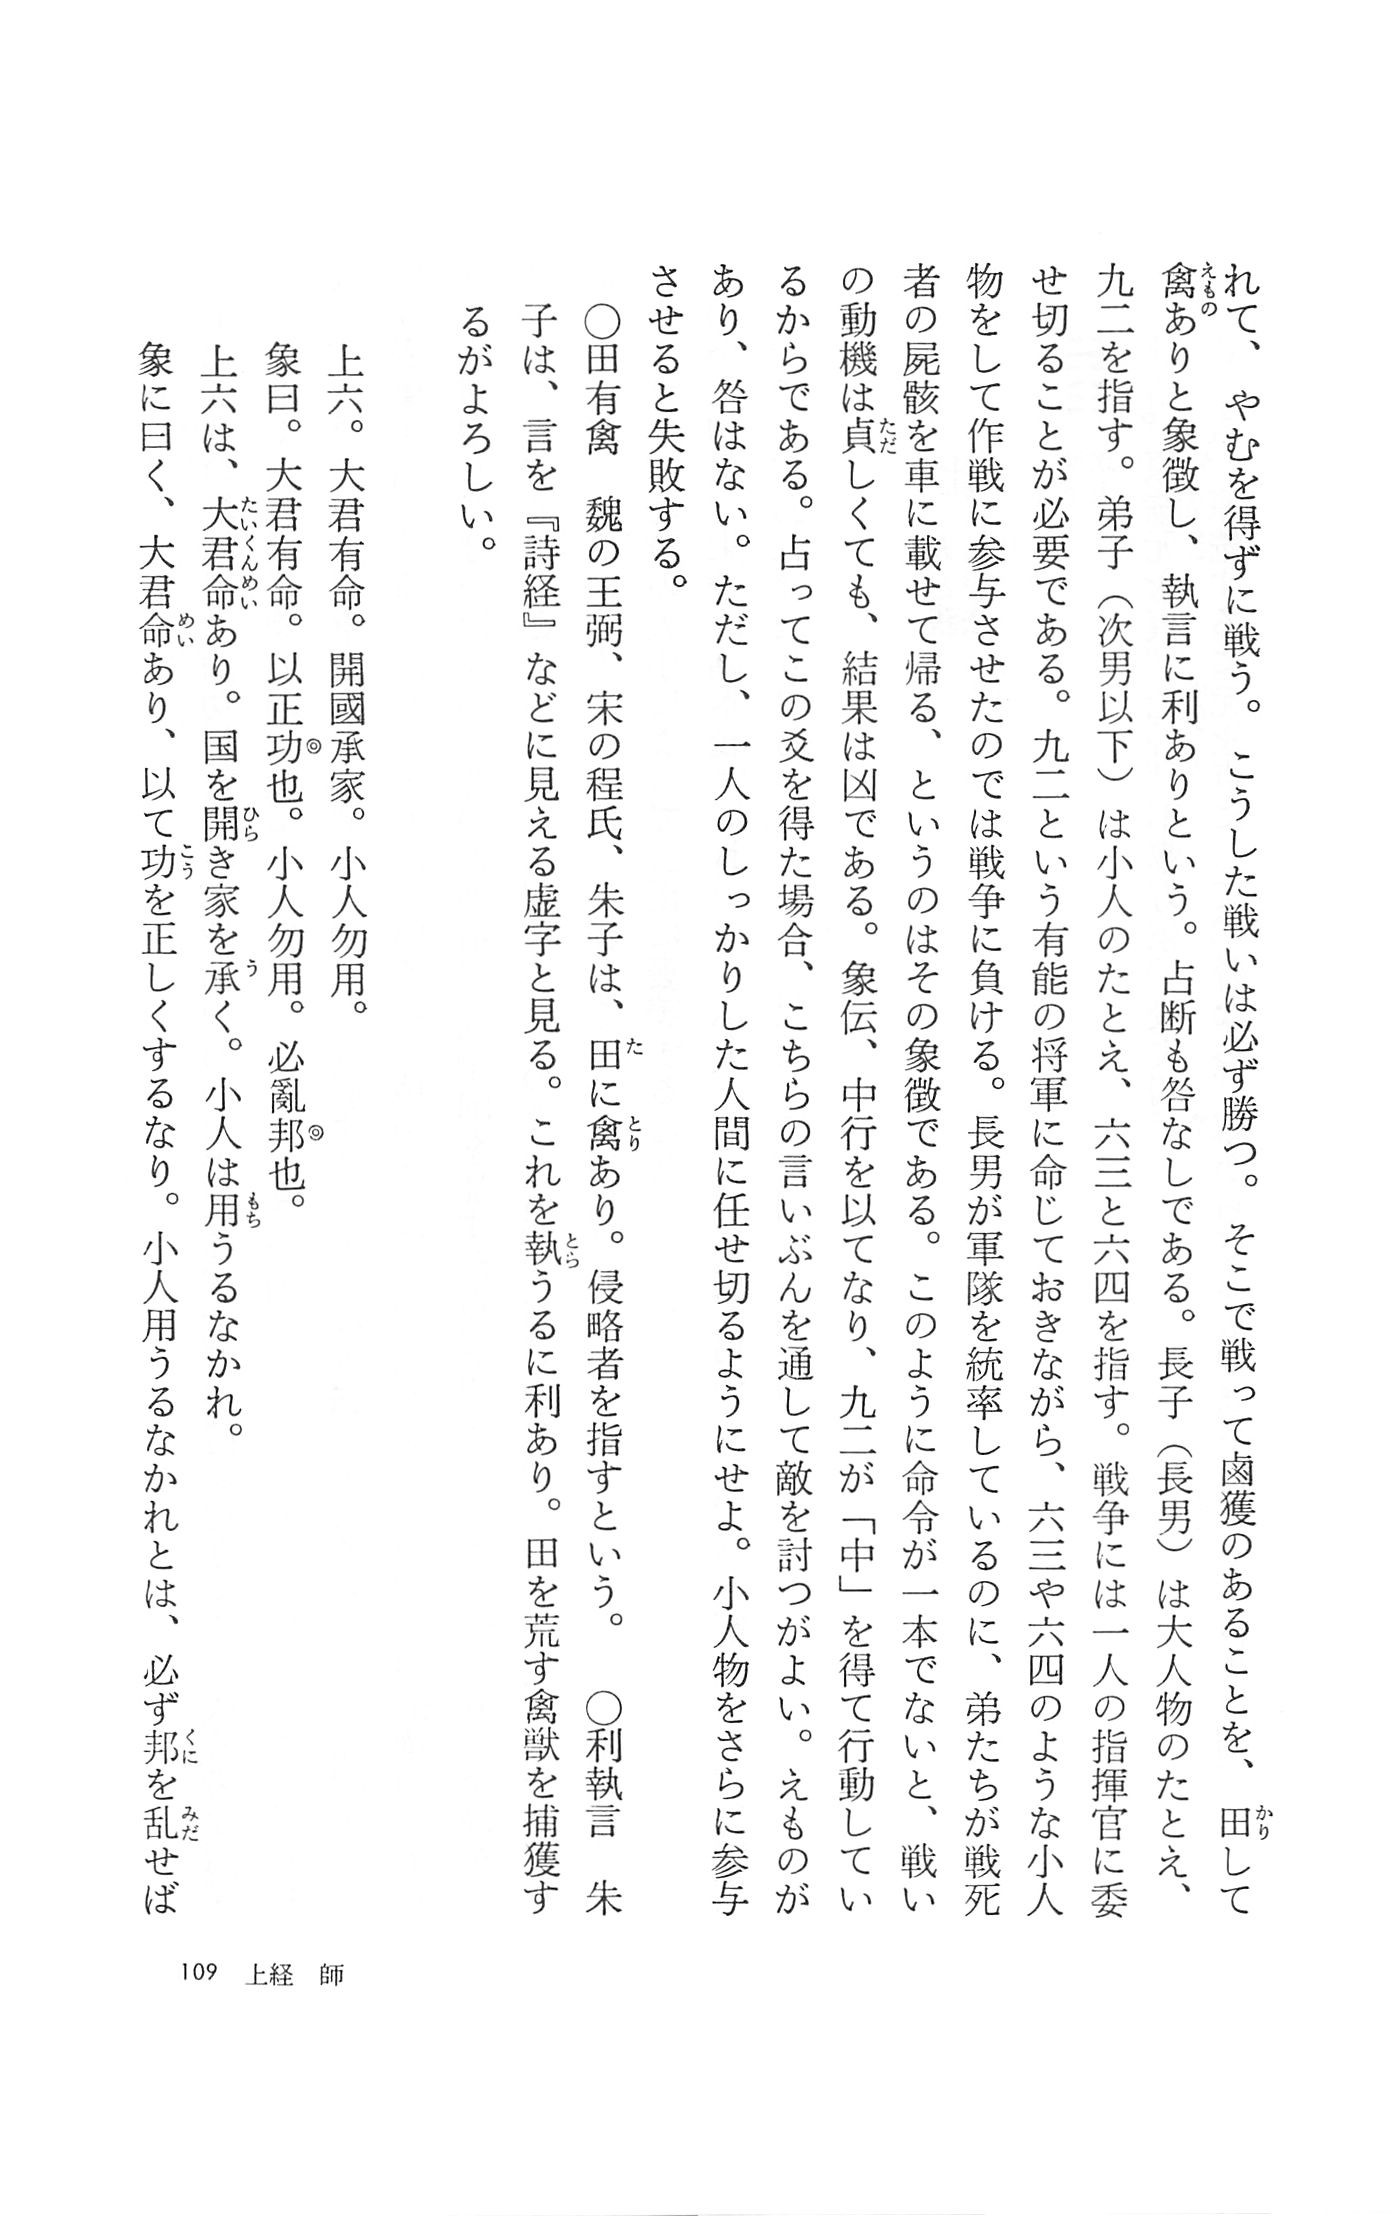 れて、やむを得ずに戦う。こうした戦いは必ず勝つ。そこで戦って鹵獲のあることを、田して
禽ありと象徴し、執言に利ありという。占断も咎なしである。長子（長男）は大人物のたとえ、
九二を指す。弟子（次男以下）は小人のたとえ、六三と六四を指す。戦争には一人の指揮官に委
せ切ることが必要である。九二という有能の将軍に命じておきながら、六三や六四のような小人
物をして作戦に参与させたのでは戦争に負ける。長男が軍隊を統率しているのに、弟たちが戦死
者の屍骸を車に載せて帰る、というのはその象徴である。このように命令が一本でないと、戦い
の動機は貞しくても、結果は凶である。象伝、中行を以てなり、九二が「中」を得て行動してい
るからである。占ってこの爻を得た場合、こちらの言いぶんを通して敵を討つがよい。えものが
あり、咎はない。ただし、一人のしっかりした人間に任せ切るようにせよ。小人物をさらに参与
させると失敗する。
〇田有禽　魏の王弼、宋の程氏、朱子は、田に禽あり。侵略者を指すという。　〇利執言　朱
子は、言を『詩経』などに見える虚字と見る。これを執うるに利あり。田を荒す禽獣を捕獲す
るがよろしい。
上六。大君有命。開國承家。小人勿用。
象曰。大君有命。以正功◎也。小人勿用。必亂邦◎也。
上六は、大君命あり。国を開き家を承く。小人は用うるなかれ。
象に曰く、大君命あり、以て功を正しくするなり。小人用うるなかれとは、必ず邦を乱せば
109　上経　師